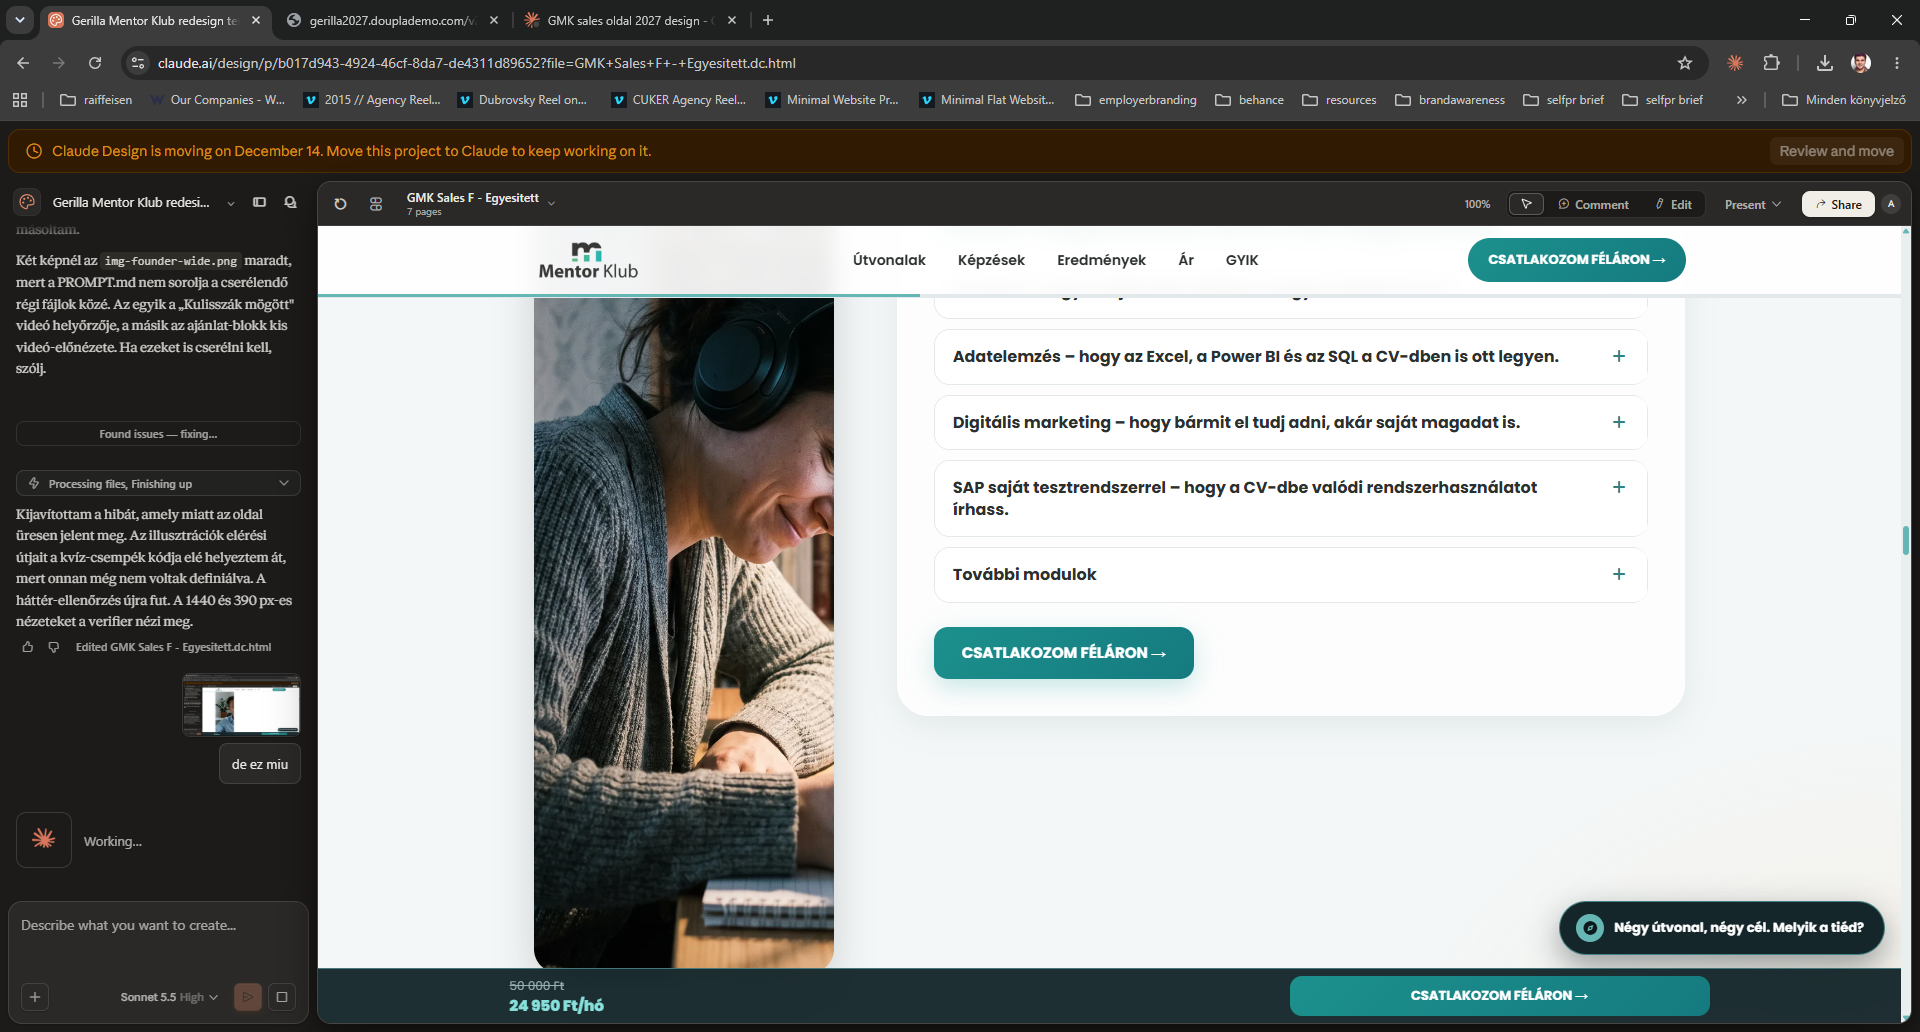 Gerilla Mentor Klub redesign te
gerilla2027.douplademo.com/v
GMK sales oldal 2027 design -
claude.ai/design/p/b017d943-4924-46cf-8da7-de4311d89652?file=GMK+Sales+F+-+Egyesitett.dc.html
raiffeisen
Our Companies - W...
2015 // Agency Reel...
Dubrovsky Reel on...
CUKER Agency Reel...
Minimal Website Pr...
Minimal Flat Websit...
employerbranding
behance
resources
brandawareness
selfpr brief
selfpr brief
Minden könyvjelző
Claude Design is moving on December 14. Move this project to Claude to keep working on it.
Review and move
Gerilla Mentor Klub redesi...
másoltam.
Két képnél az img-founder-wide.png maradt,
mert a PROMPT.md nem sorolja a cserélendő
régi fájlok közé. Az egyik a „Kulisszák mögött"
videó helyőrzője, a másik az ajánlat-blokk kis
videó-előnézete. Ha ezeket is cserélni kell,
szólj.
Found issues — fixing...
Processing files, Finishing up
Kijavítottam a hibát, amely miatt az oldal
üresen jelent meg. Az illusztrációk elérési
útjait a kvíz-csempék kódja elé helyeztem át,
mert onnan még nem voltak definiálva. A
háttér-ellenőrzés újra fut. A 1440 és 390 px-es
nézeteket a verifier nézi meg.
Edited GMK Sales F - Egyesitett.dc.html
de ez miu
Working...
Describe what you want to create...
Sonnet 5.5 High
GMK Sales F - Egyesitett
7 pages
100%
Comment
Edit
Present
Share
A
m
Mentor Klub
Útvonalak
Képzések
Eredmények
Ár
GYIK
CSATLAKOZOM FÉLÁRON →
Adatelemzés – hogy az Excel, a Power BI és az SQL a CV-dben is ott legyen.
Digitális marketing – hogy bármit el tudj adni, akár saját magadat is.
SAP saját tesztrendszerrel – hogy a CV-dbe valódi rendszerhasználatot
írhass.
További modulok
CSATLAKOZOM FÉLÁRON →
Négy útvonal, négy cél. Melyik a tiéd?
50 000 Ft
24 950 Ft/hó
CSATLAKOZOM FÉLÁRON →